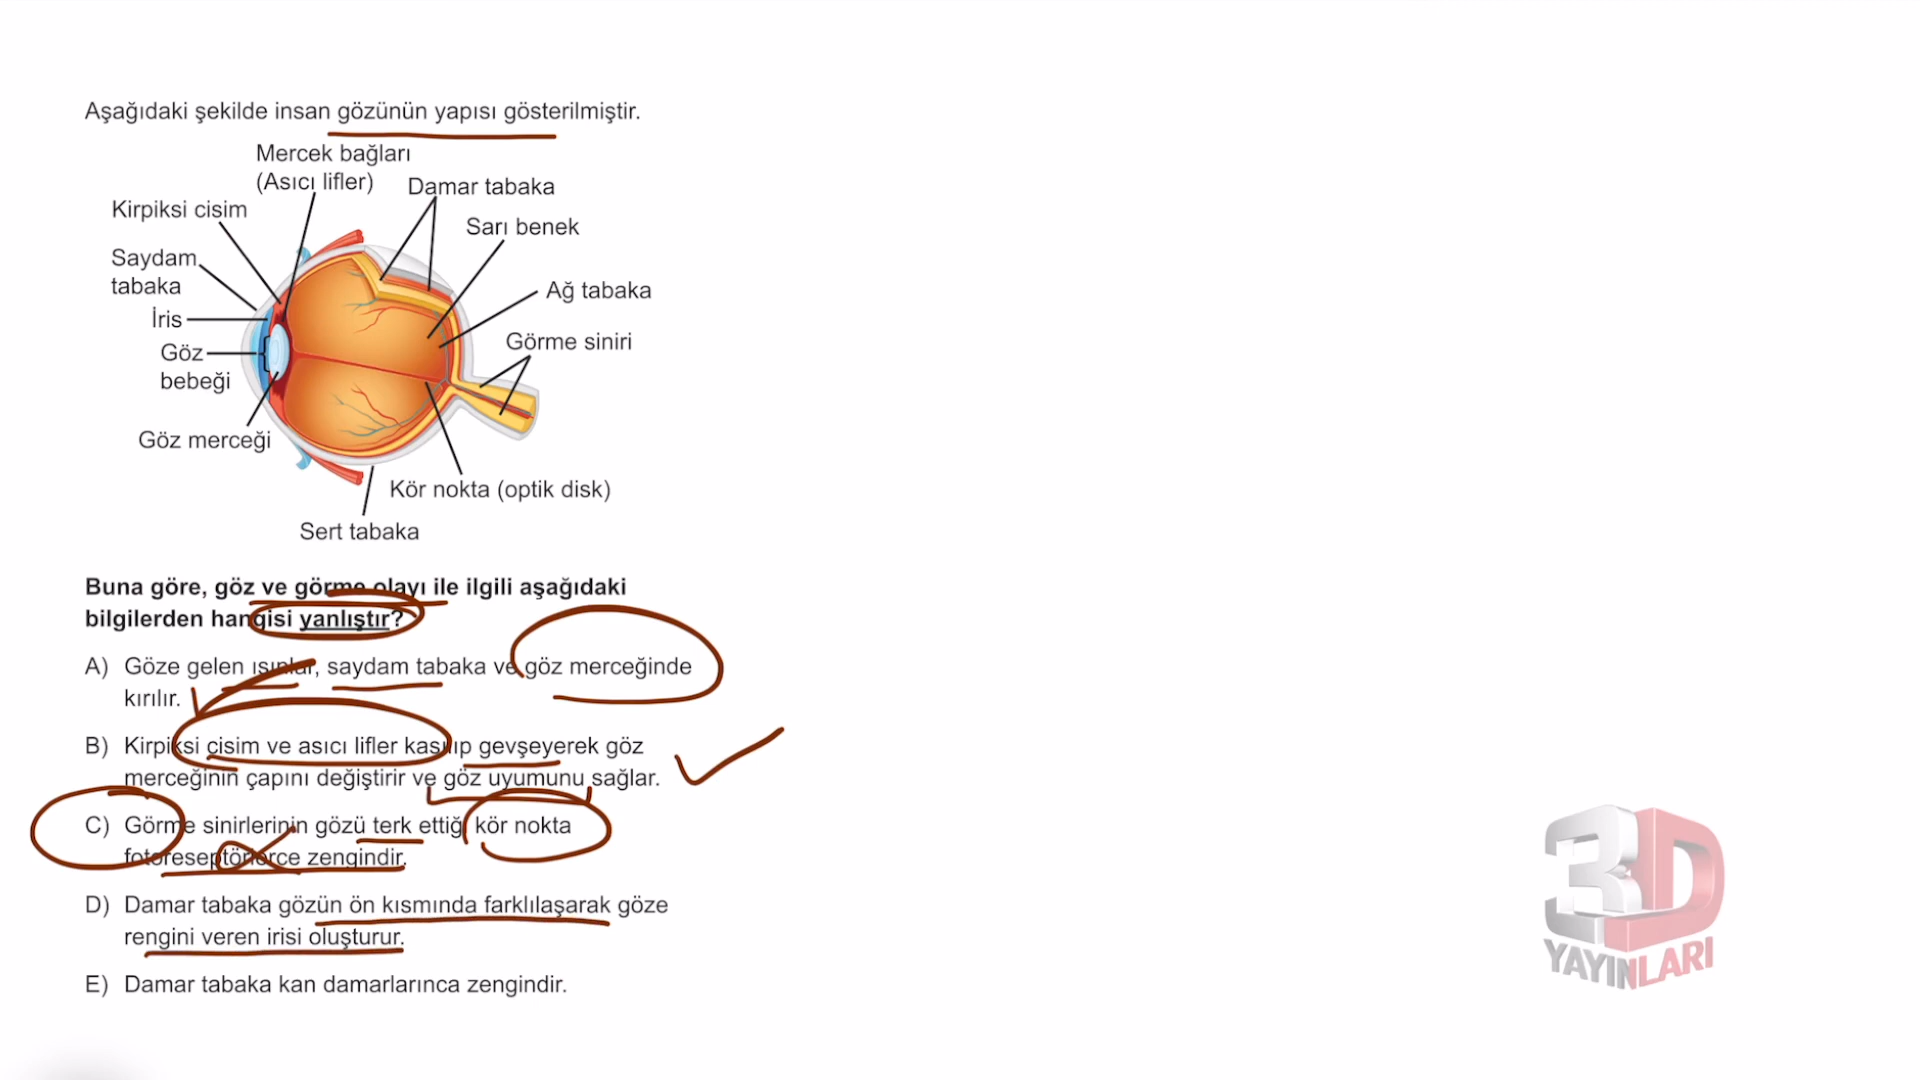 Aşağıdaki şekilde insan gözünün yapısı gösterilmiştir.
Mercek bağları
(Asıcı lifler)
Damar tabaka
Kirpiksi cisim
Sarı benek
Saydam
tabaka
Ağ tabaka
İris
Görme siniri
Göz
bebeği
Göz merceği
Kör nokta (optik disk)
Sert tabaka
Buna göre, göz ve görme olayı ile ilgili aşağıdaki
bilgilerden hangisi yanlıştır?
A) Göze gelen ışınlar, saydam tabaka ve göz merceğinde
kırılır.
B) Kirpiksi cisim ve asıcı lifler kasılıp gevşeyerek göz
merceğinin çapını değiştirir ve göz uyumunu sağlar.
C) Görme sinirlerinin gözü terk ettiği kör nokta
fotoreseptörlerce zengindir.
D) Damar tabaka gözün ön kısmında farklılaşarak göze
rengini veren irisi oluşturur.
E) Damar tabaka kan damarlarınca zengindir.
3D
YAYINLARI